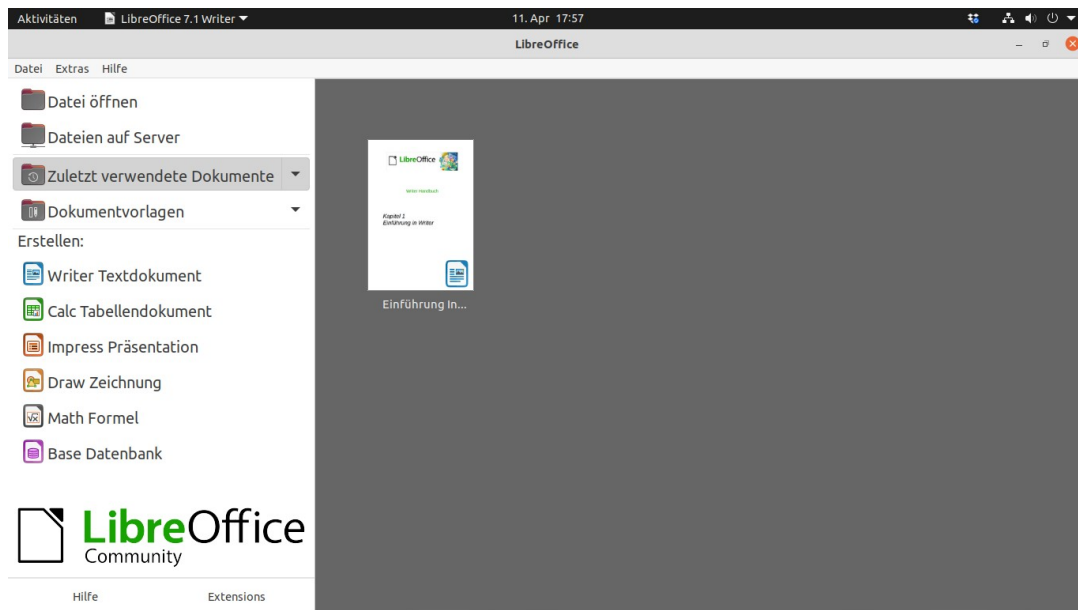 Aktivitäten LibreOffice 7.1 Writer 11. Apr 17:57
LibreOffice
Datei Extras Hilfe
Datei öffnen
Dateien auf Server
Zuletzt verwendete Dokumente
Dokumentvorlagen
Erstellen:
Writer Textdokument
Calc Tabellendokument
Impress Präsentation
Draw Zeichnung
Math Formel
Base Datenbank
LibreOffice
Community
Hilfe Extensions
LibreOffice
Writer Handbuch
Kapitel 1
Einführung in Writer
Einführung In...